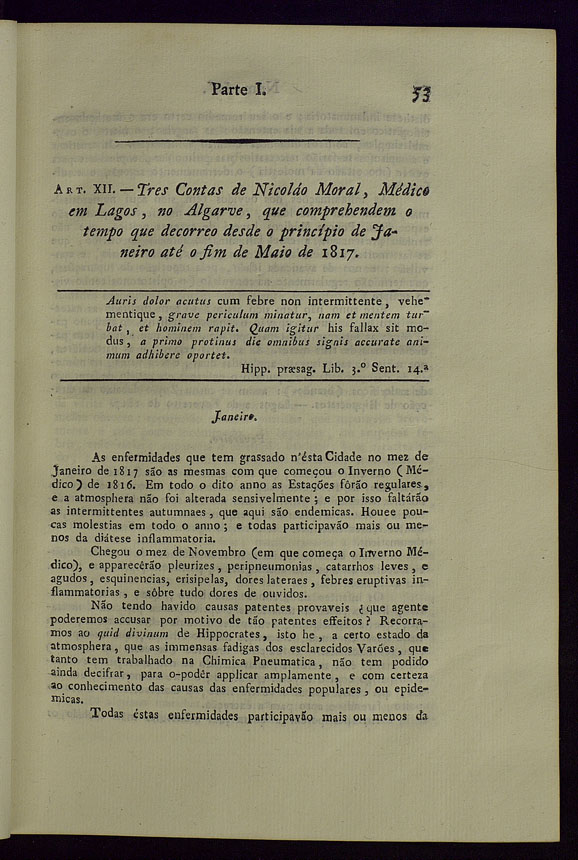 Parte I.
53
ART. XII. — Tres Contas de Nicoláo Moral, Médico
em Lagos, no Algarve, que comprehendem o
tempo que decorreo desde o princípio de Ja-
neiro até o fim de Maio de 1817.
Auris dolor acutus cum febre non intermittente, vehe-
mentique, grave periculum minatur, nam et mentem tur-
bat, et hominem rapit. Quam igitur his fallax sit mo-
dus, a primo protinus die omnibus signis accurate ani-
mum adhibere oportet.
Hipp. præsag. Lib. 3.º Sent. 14.ª
Janeiro.
As enfermidades que tem grassado n'ésta Cidade no mez de
Janeiro de 1817 são as mesmas com que começou o Inverno (Mé-
dico) de 1816. Em todo o dito anno as Estações fôrão regulares,
e a atmosphera não foi alterada sensivelmente; e por isso faltárão
as intermittentes autumnaes, que aqui são endemicas. Houee pou-
cas molestias em todo o anno; e todas participavão mais ou me-
nos da diátese inflammatoria.
Chegou o mez de Novembro (em que começa o Inverno Mé-
dico), e apparecêrão pleurizes, peripneumonias, catarrhos leves, e
agudos, esquinencias, erisipelas, dores lateraes, febres eruptivas in-
flammatorias, e sôbre tudo dores de ouvidos.
Não tendo havido causas patentes provaveis ¿ que agente
poderemos accusar por motivo de tão patentes effeitos? Recorra-
mos ao quid divinum de Hippocrates, isto he, a certo estado da
atmosphera, que as immensas fadigas dos esclarecidos Varões, que
tanto tem trabalhado na Chimica Pneumatica, não tem podido
ainda decifrar, para o-podêr applicar amplamente, e com certeza
ao conhecimento das causas das enfermidades populares, ou epide-
micas.
Todas éstas enfermidades participavão mais ou menos da